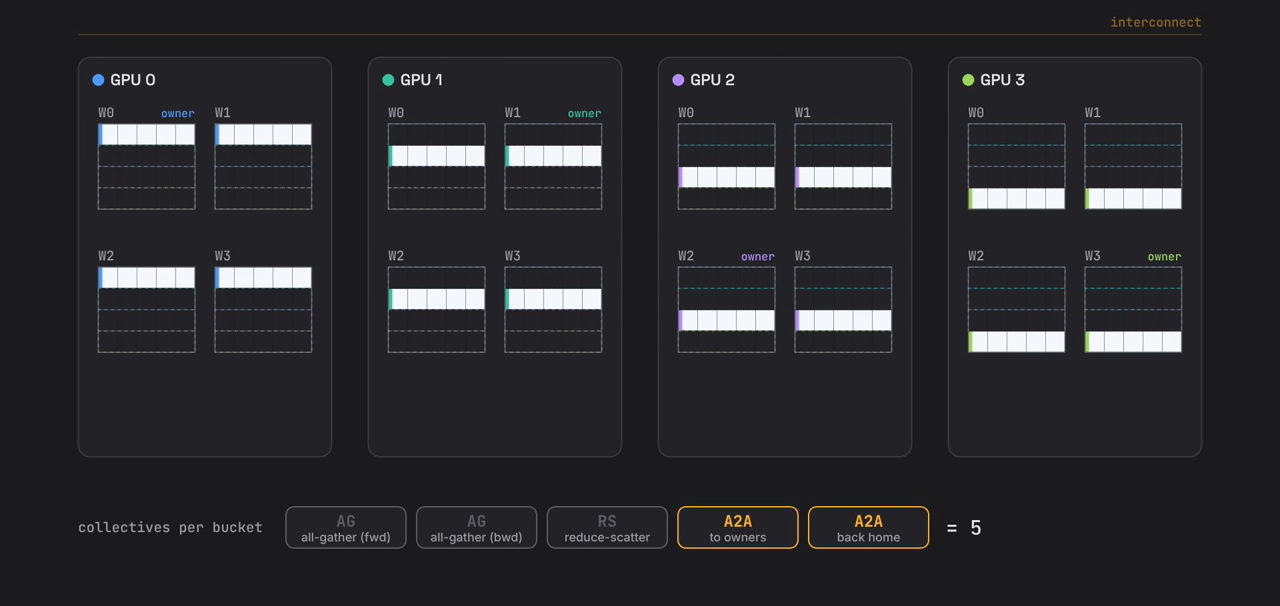 interconnect
GPU 0
W0 owner W1
W2 W3
GPU 1
W0 W1 owner
W2 W3
GPU 2
W0 W1
W2 owner W3
GPU 3
W0 W1
W2 W3 owner
collectives per bucket
AG
all-gather (fwd)
AG
all-gather (bwd)
RS
reduce-scatter
A2A
to owners
A2A
back home
= 5